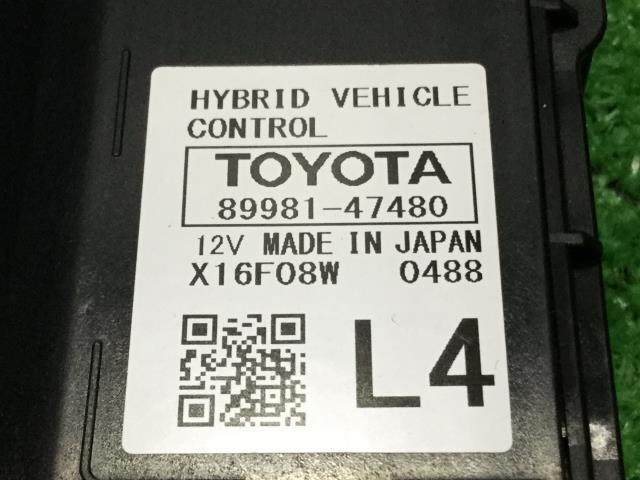 HYBRID VEHICLE
CONTROL
TOYOTA
89981-47480
12V MADE IN JAPAN
X16F08W 0488
L4